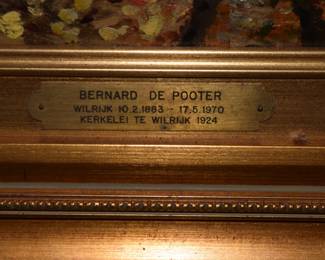 BERNARD DE POOTER
WILRIJK 10.2.1883 - 17.5.1970
KERKELEI TE WILRIJK 1924